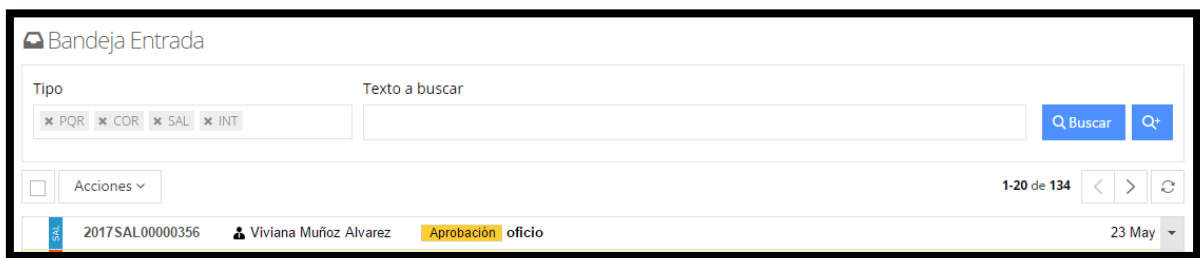 Bandeja Entrada
Tipo Texto a buscar
× PQR × COR × SAL × INT Buscar
Acciones 1-20 de 134
SAL 2017SAL00000356 Viviana Muñoz Alvarez Aprobación oficio 23 May